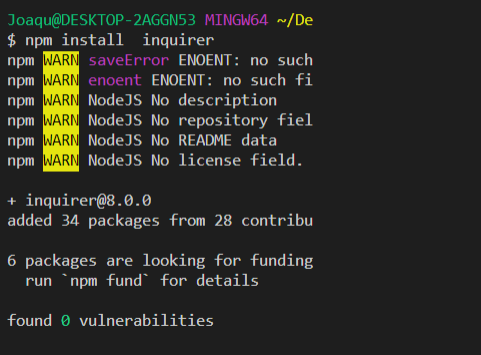 Joaqu@DESKTOP-2AGGN53 MINGW64 ~/De
$ npm install  inquirer
npm WARN saveError ENOENT: no such
npm WARN enoent ENOENT: no such fi
npm WARN NodeJS No description
npm WARN NodeJS No repository fiel
npm WARN NodeJS No README data
npm WARN NodeJS No license field.
+ inquirer@8.0.0
added 34 packages from 28 contribu
6 packages are looking for funding
  run `npm fund` for details
found 0 vulnerabilities